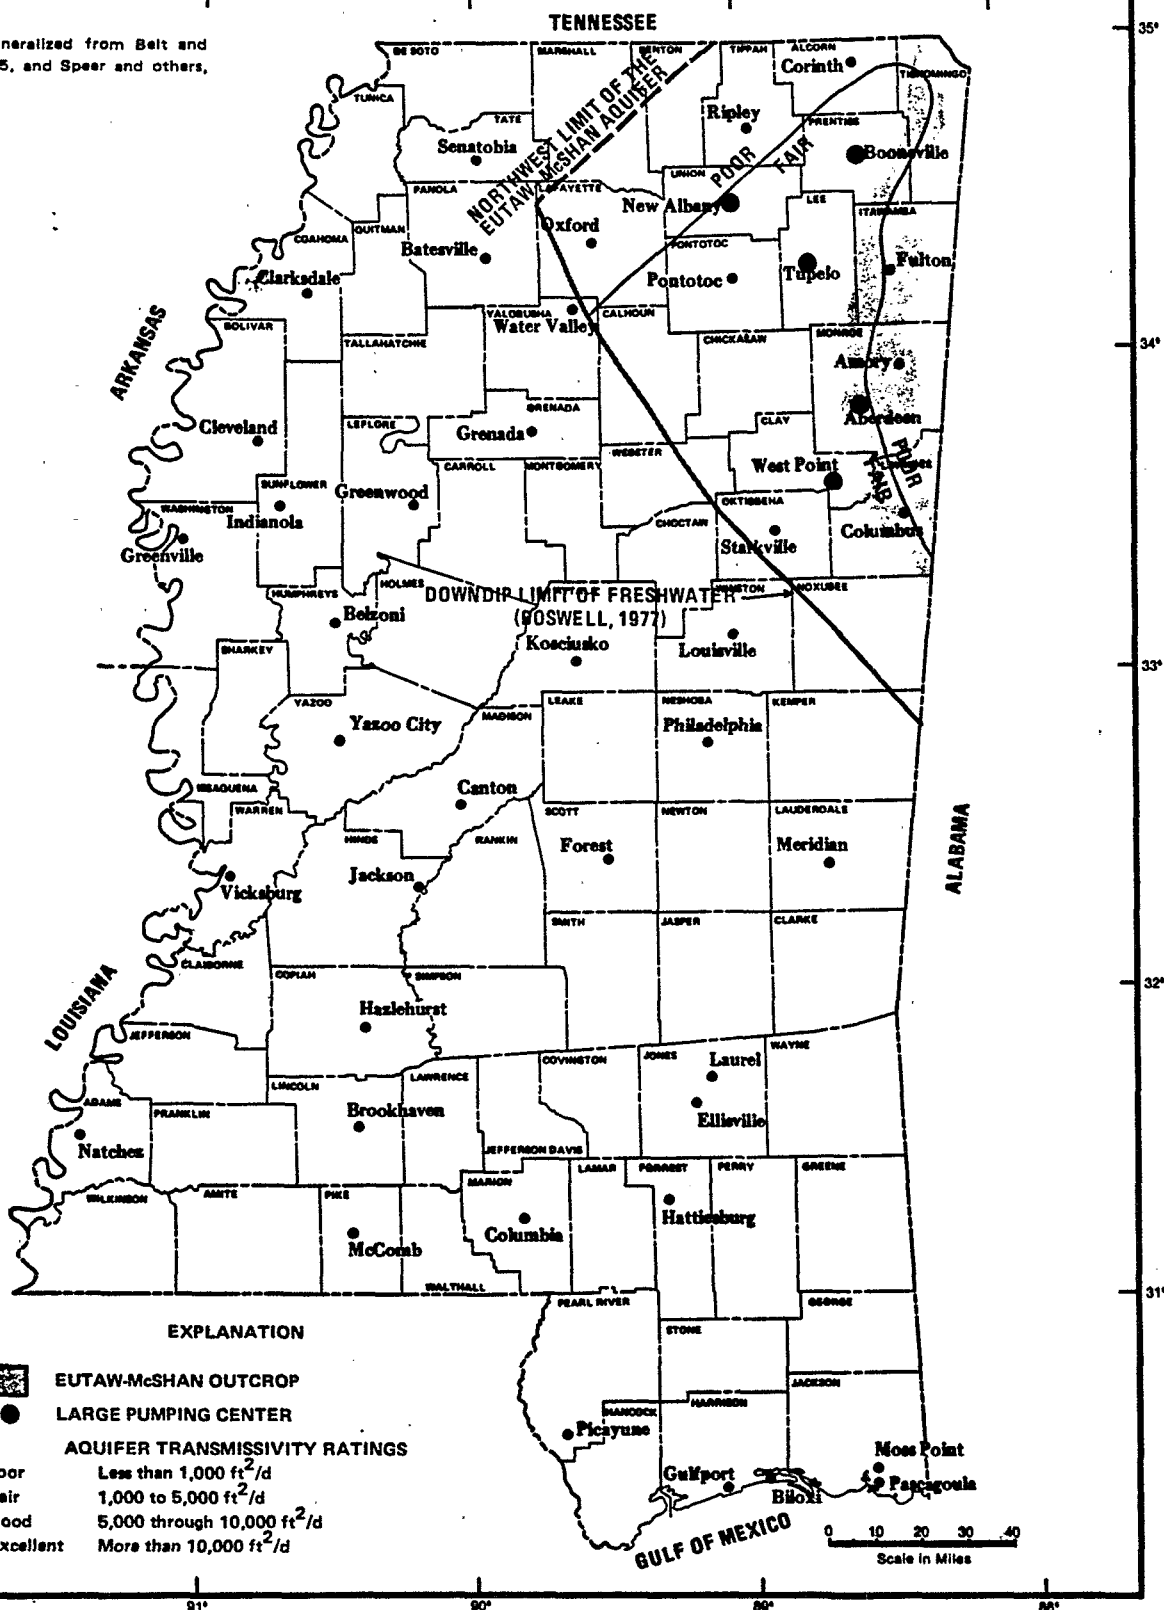 TENNESSEE
neralized from Belt and
5, and Speer and others,
35°
DE SOTO
MARSHALL
BENTON
TIPPAH
ALCORN
Corinth
TISHOMINGO
TUNICA
NORTHWEST LIMIT OF THE
EUTAW-McSHAN AQUIFER
Ripley
PRENTISS
TATE
Senatobia
POOR
FAIR
Booneville
PANOLA
LAFAYETTE
UNION
New Albany
LEE
ITAWAMBA
COAHOMA
QUITMAN
Oxford
PONTOTOC
Batesville
Clarksdale
Pontotoc
Tupelo
Fulton
ARKANSAS
BOLIVAR
YALOBUSHA
Water Valley
CALHOUN
TALLAHATCHIE
CHICKASAW
MONROE
34°
Amory
Cleveland
LEFLORE
GRENADA
Grenada
CLAY
Aberdeen
WEBSTER
CARROLL
MONTGOMERY
West Point
POOR
FAIR
SUNFLOWER
Greenwood
WASHINGTON
Indianola
OKTIBBEHA
CHOCTAW
Starkville
Columbus
Greenville
HUMPHREYS
HOLMES
DOWNDIP LIMIT OF FRESHWATER
(BOSWELL, 1977)
WINSTON
NOXUBEE
Belzoni
Kosciusko
Louisville
SHARKEY
33°
YAZOO
Yazoo City
MADISON
LEAKE
NESHOBA
KEMPER
Philadelphia
ISSAQUENA
WARREN
Canton
SCOTT
NEWTON
LAUDERDALE
ALABAMA
HINDS
RANKIN
Forest
Meridian
Jackson
Vicksburg
SMITH
JASPER
CLARKE
CLAIBORNE
COPIAH
SIMPSON
32°
LOUISIANA
Hazlehurst
JEFFERSON
COVINGTON
JONES
WAYNE
Laurel
LINCOLN
LAWRENCE
ADAMS
FRANKLIN
Brookhaven
Ellisville
Natchez
JEFFERSON DAVIS
MARION
LAMAR
FORREST
PERRY
GREENE
WILKINSON
AMITE
PIKE
Columbia
Hattiesburg
McComb
WALTHALL
31°
PEARL RIVER
GEORGE
STONE
EXPLANATION
EUTAW-McSHAN OUTCROP
LARGE PUMPING CENTER
AQUIFER TRANSMISSIVITY RATINGS
oor Less than 1,000 ft²/d
air 1,000 to 5,000 ft²/d
ood 5,000 through 10,000 ft²/d
xcellent More than 10,000 ft²/d
JACKSON
HARRISON
HANCOCK
Picayune
Moss Point
Gulfport
Biloxi
Pascagoula
GULF OF MEXICO
0 10 20 30 40
Scale in Miles
91° 90° 89° 88°